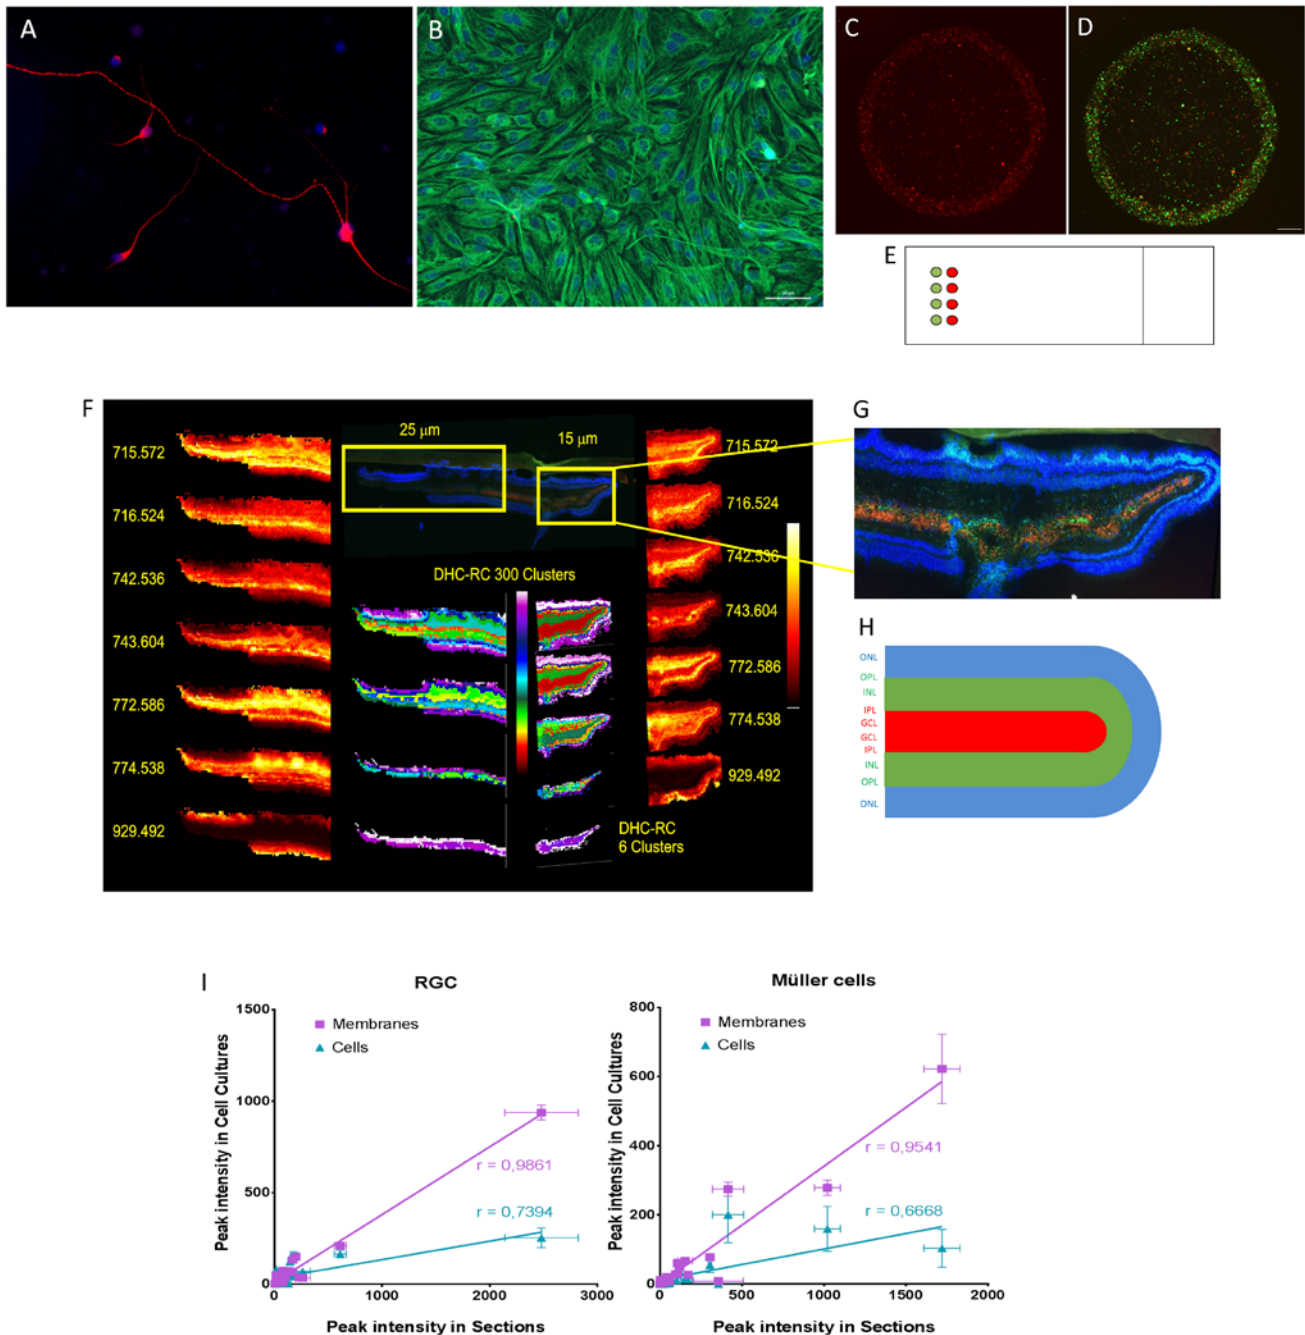 A
B
C
D
E
F
25 μm
15 μm
715.572
716.524
742.536
743.604
772.586
774.538
929.492
DHC-RC 300 Clusters
715.572
716.524
742.536
743.604
772.586
774.538
929.492
DHC-RC
6 Clusters
G
H
ONL
OPL
INL
IPL
GCL
GCL
IPL
INL
OPL
ONL
I
RGC
Peak intensity in Cell Cultures
1500
1000
500
0
Membranes
Cells
r = 0,9861
r = 0,7394
0
1000
2000
3000
Peak intensity in Sections
Müller cells
Peak intensity in Cell Cultures
800
600
400
200
0
Membranes
Cells
r = 0,9541
r = 0,6668
0
500
1000
1500
2000
Peak intensity in Sections